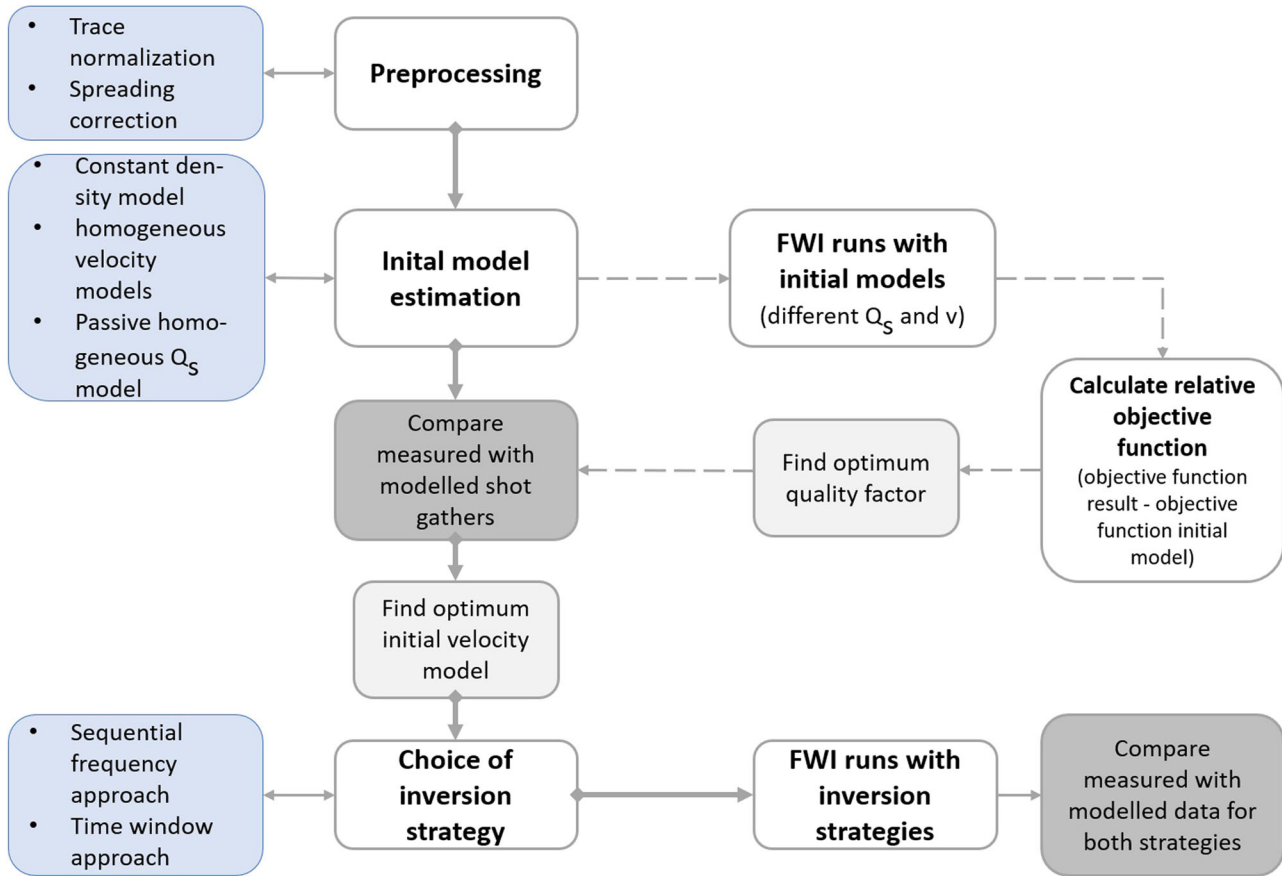 • Trace
normalization
• Spreading
correction
Preprocessing
• Constant den-
sity model
• homogeneous
velocity
models
• Passive homo-
geneous Qs
model
Inital model
estimation
FWI runs with
initial models
(different Qs and v)
Calculate relative
objective
function
(objective function
result - objective
function initial
model)
Find optimum
quality factor
Compare
measured with
modelled shot
gathers
Find optimum
initial velocity
model
• Sequential
frequency
approach
• Time window
approach
Choice of
inversion
strategy
FWI runs with
inversion
strategies
Compare
measured with
modelled data for
both strategies